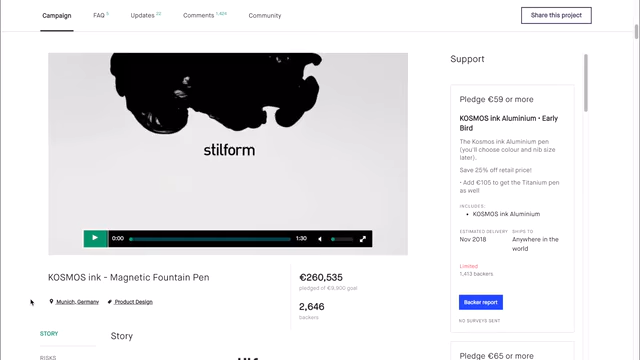 Campaign
FAQ
Updates
Comments
Community
Share this project
Support
stilform
0:00
1:30
Pledge €59 or more
KOSMOS ink Aluminium - Early
Bird
The Kosmos ink Aluminium pen
(you'll choose colour and nib size
later).
Save 25% off retail price!
- Add €105 to get the Titanium pen
as well
INCLUDES:
• KOSMOS ink Aluminium
ESTIMATED DELIVERY
Nov 2018
SHIPS TO
Anywhere in the
world
Limited
1,413 backers
Backer report
NO SURVEYS SENT
Pledge €65 or more
KOSMOS ink - Magnetic Fountain Pen
€260,535
pledged of €9,900 goal
2,646
backers
Munich, Germany
Product Design
STORY
RISKS
Story